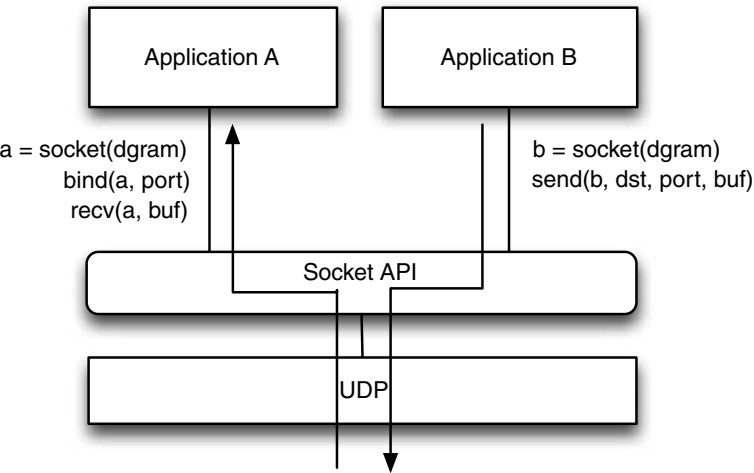 Application A
Application B
a = socket(dgram)
bind(a, port)
recv(a, buf)
b = socket(dgram)
send(b, dst, port, buf)
Socket API
UDP